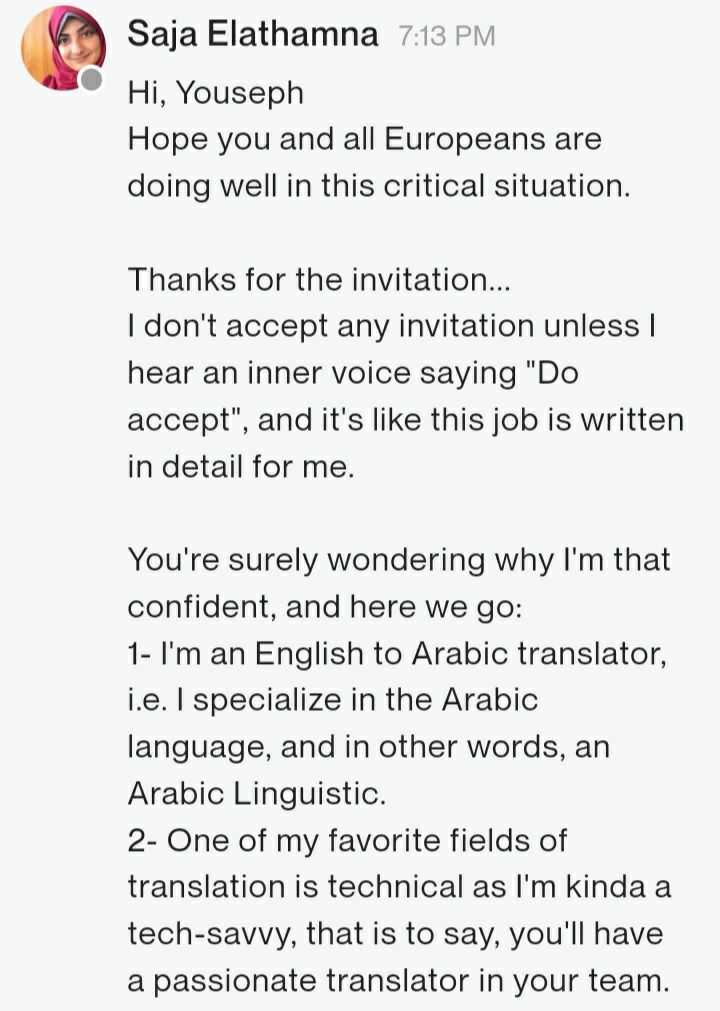 Saja Elathamna 7:13 PM
Hi, Youseph
Hope you and all Europeans are
doing well in this critical situation.
Thanks for the invitation...
I don't accept any invitation unless I
hear an inner voice saying "Do
accept", and it's like this job is written
in detail for me.
You're surely wondering why I'm that
confident, and here we go:
1- I'm an English to Arabic translator,
i.e. I specialize in the Arabic
language, and in other words, an
Arabic Linguistic.
2- One of my favorite fields of
translation is technical as I'm kinda a
tech-savvy, that is to say, you'll have
a passionate translator in your team.